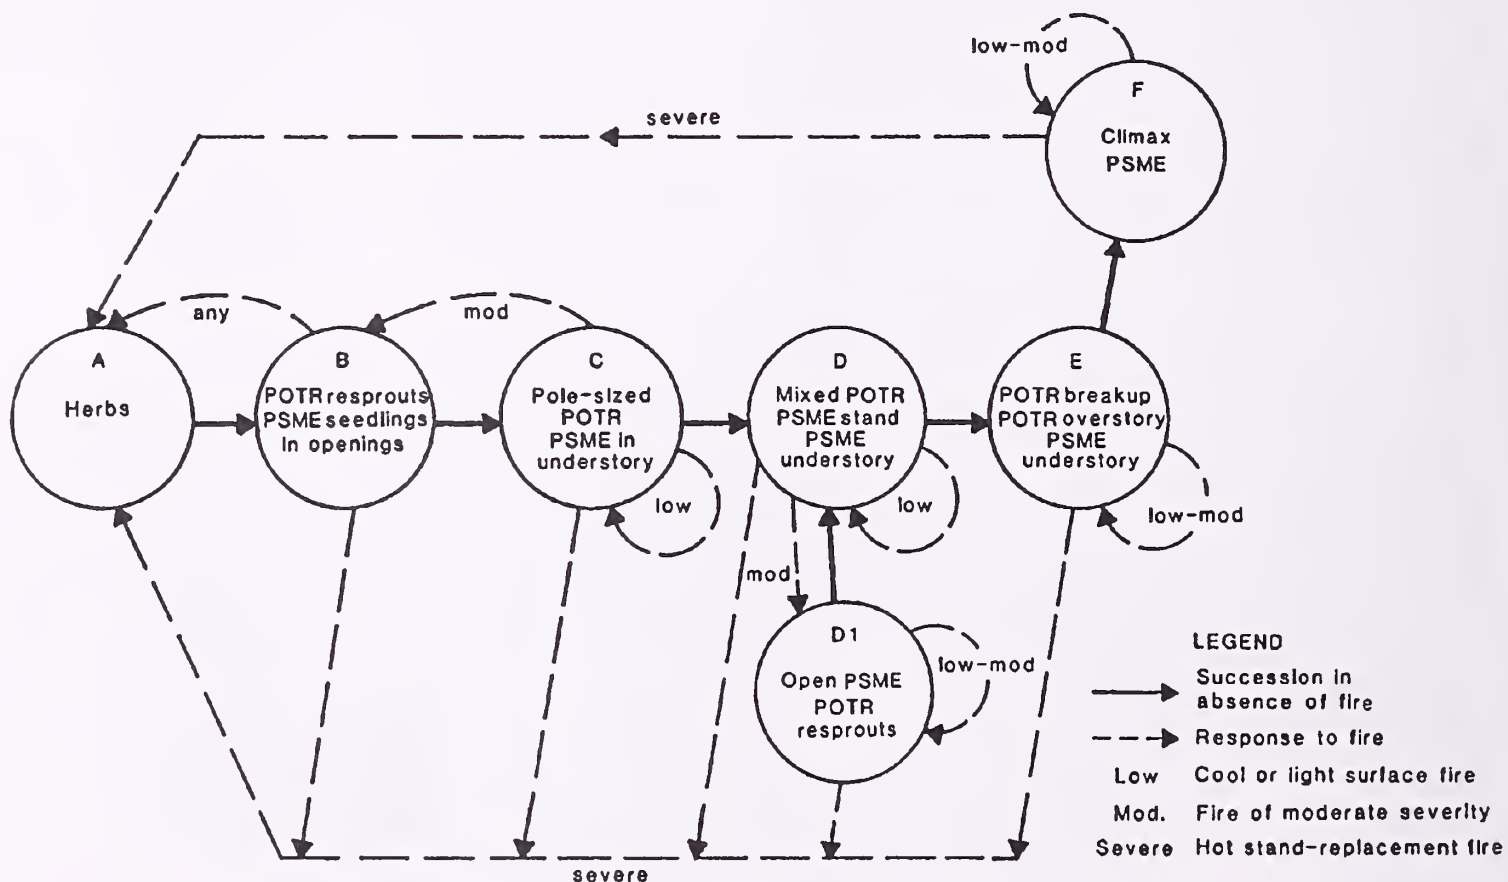 low-mod
F
Climax
PSME
severe
any
mod
A
Herbs
B
POTR resprouts
PSME seedlings
In openings
C
Pole-sized
POTR
PSME in
understory
low
D
Mixed POTR
PSME stand
PSME
understory
low
E
POTR breakup
POTR overstory
PSME
understory
low-mod
mod
D1
Open PSME
POTR
resprouts
low-mod
severe
LEGEND
Succession in
absence of fire
Response to fire
Low Cool or light surface fire
Mod. Fire of moderate severity
Severe Hot stand-replacement fire